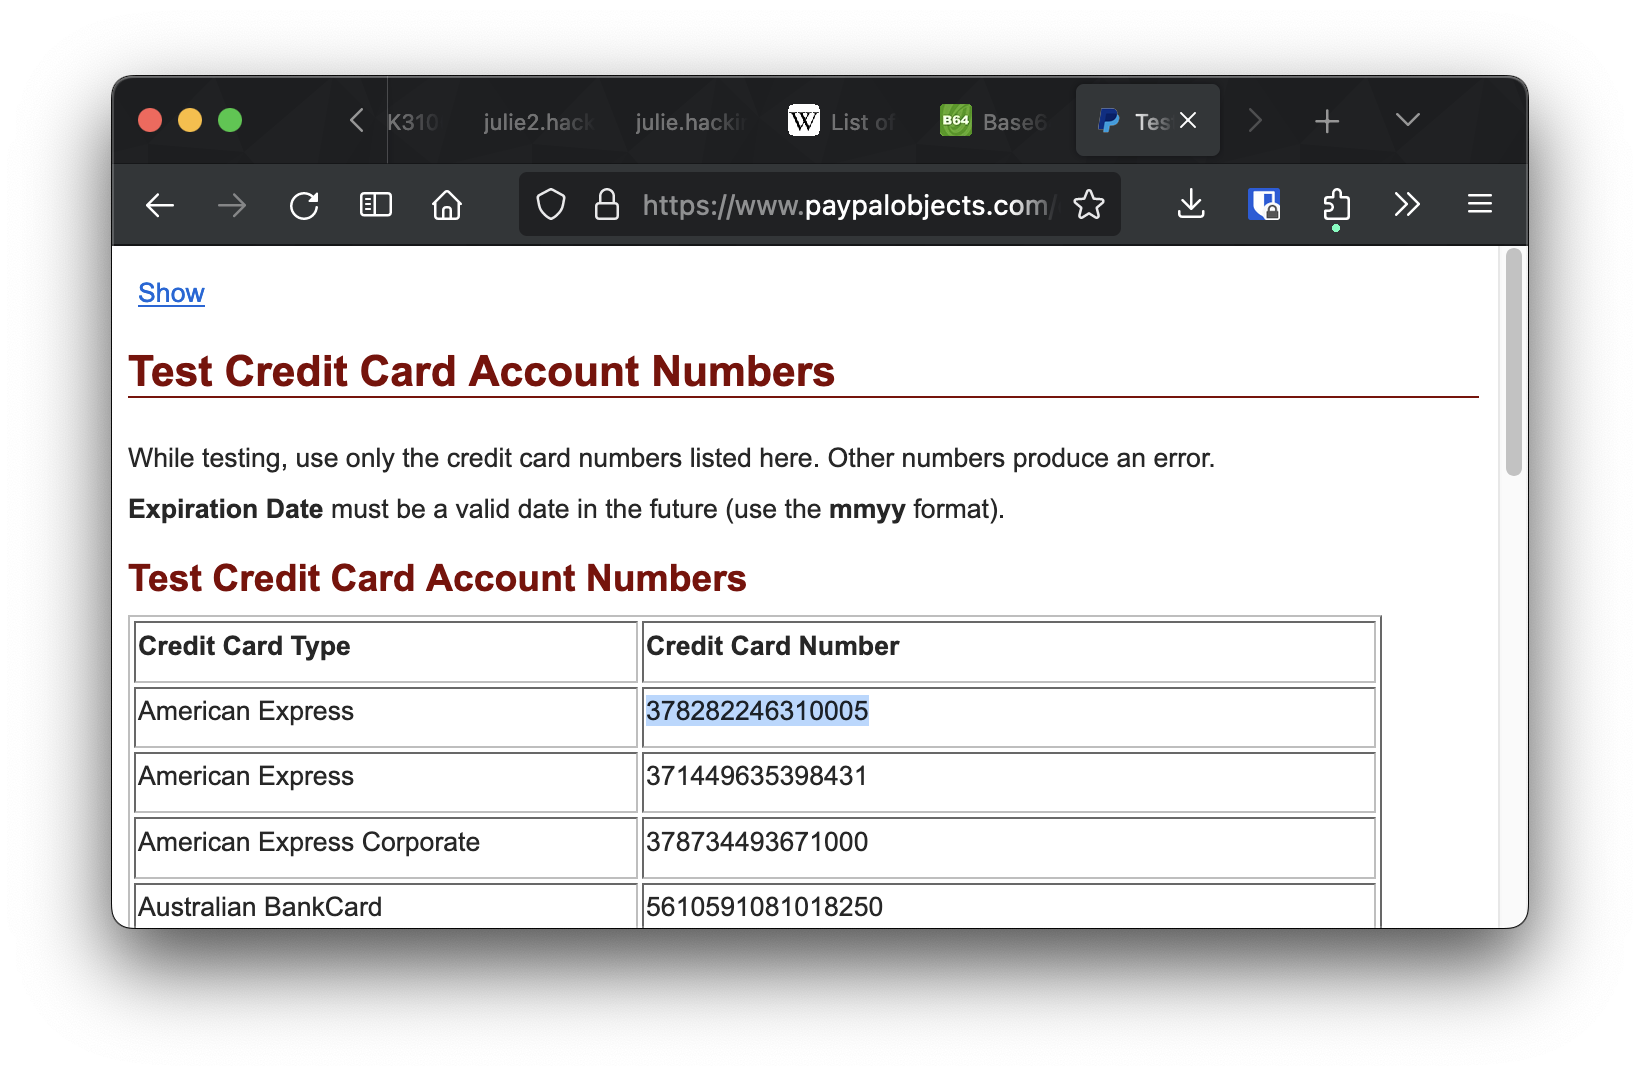 K310 julie2.hack julie.hackin W List of B64 Base6 Tes
https://www.paypalobjects.com/
Show
Test Credit Card Account Numbers
While testing, use only the credit card numbers listed here. Other numbers produce an error.
Expiration Date must be a valid date in the future (use the mmyy format).
Test Credit Card Account Numbers
Credit Card Type Credit Card Number
American Express 378282246310005
American Express 371449635398431
American Express Corporate 378734493671000
Australian BankCard 5610591081018250